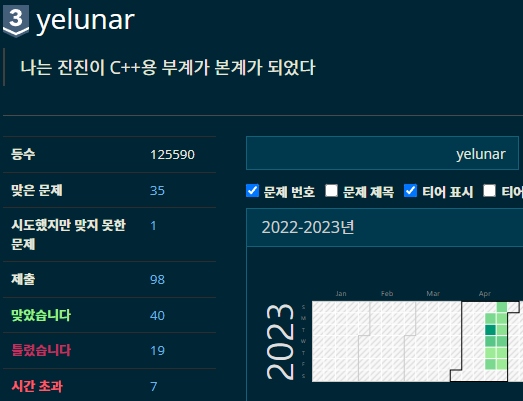 3 yelunar
나는 진진이 C++용 부계가 본계가 되었다
등수 125590
맞은 문제 35
시도했지만 맞지 못한 문제 1
제출 98
맞았습니다 40
틀렸습니다 19
시간 초과 7
yelunar
문제 번호 문제 제목 티어 표시 티어
2022-2023년
Jan Feb Mar Apr
2023
S
M
T
W
T
F
S